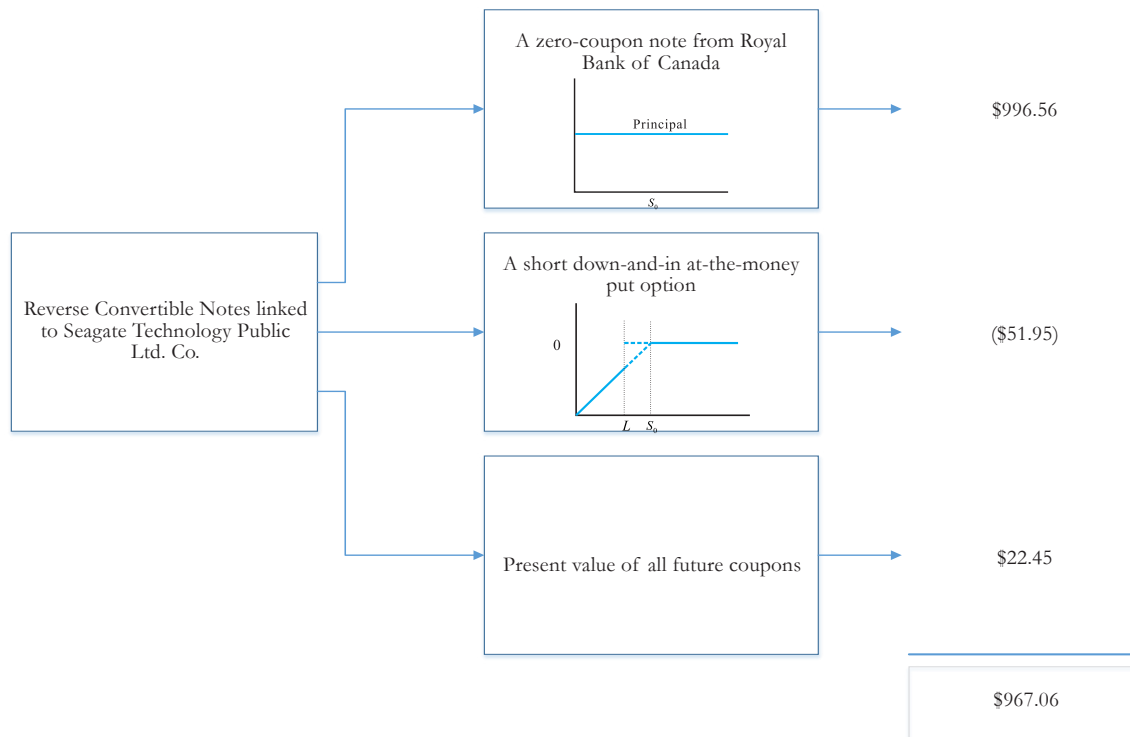 A zero-coupon note from Royal
Bank of Canada
Principal
S₀
$996.56
Reverse Convertible Notes linked
to Seagate Technology Public
Ltd. Co.
A short down-and-in at-the-money
put option
0
L S₀
($51.95)
Present value of all future coupons
$22.45
$967.06